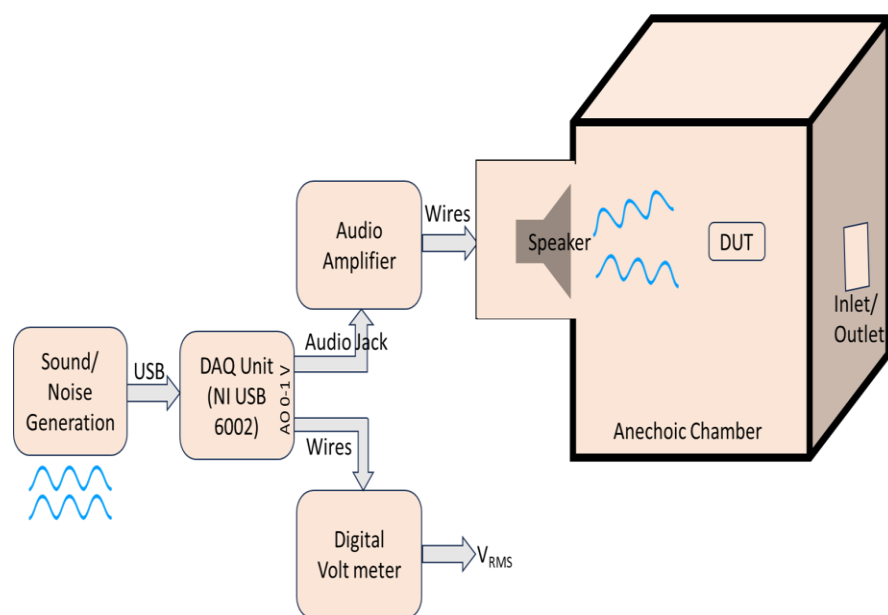 Sound/
Noise
Generation
USB
DAQ Unit
(NI USB
6002)
AO 0-1 V
Audio Jack
Wires
Audio
Amplifier
Wires
Digital
Volt meter
VRMS
Speaker
DUT
Inlet/
Outlet
Anechoic Chamber